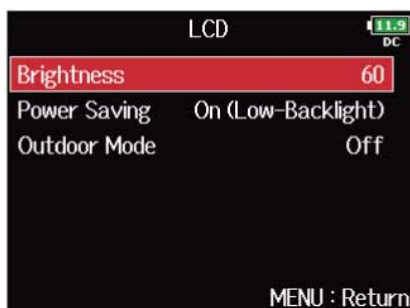 LCD
11.9
DC
Brightness 60
Power Saving On (Low-Backlight)
Outdoor Mode Off
MENU : Return